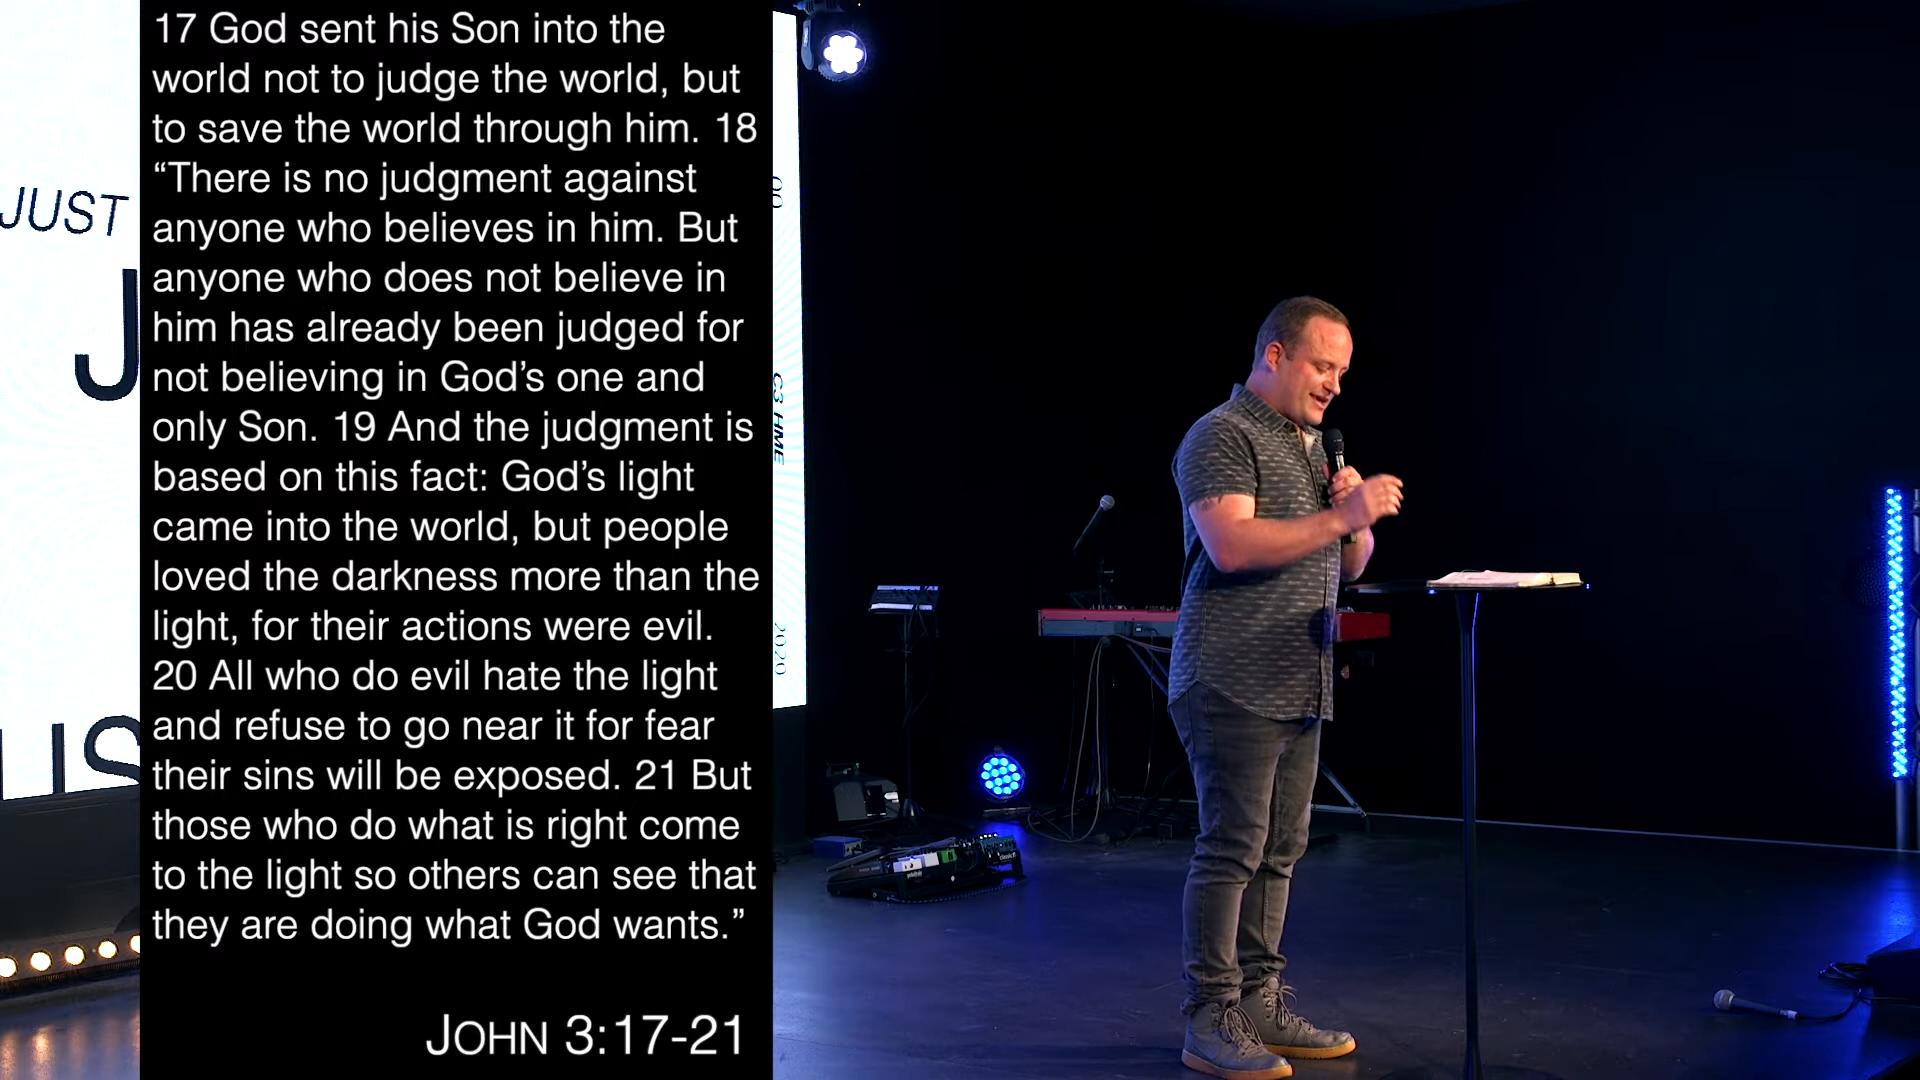 17 God sent his Son into the
world not to judge the world, but
to save the world through him. 18
“There is no judgment against
anyone who believes in him. But
anyone who does not believe in
him has already been judged for
not believing in God’s one and
only Son. 19 And the judgment is
based on this fact: God’s light
came into the world, but people
loved the darkness more than the
light, for their actions were evil.
20 All who do evil hate the light
and refuse to go near it for fear
their sins will be exposed. 21 But
those who do what is right come
to the light so others can see that
they are doing what God wants.”
JOHN 3:17-21
JUST
J
US
C3 HME
2020